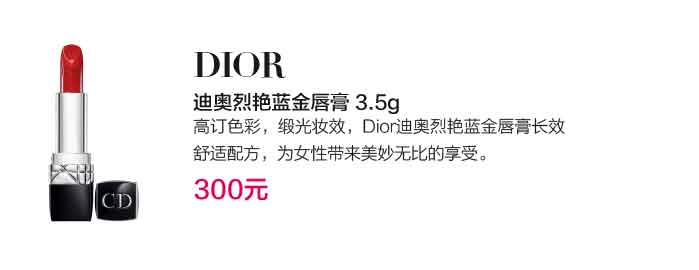 DIOR
迪奥烈艳蓝金唇膏 3.5g
高订色彩，缎光妆效，Dior迪奥烈艳蓝金唇膏长效
舒适配方，为女性带来美妙无比的享受。
300元
CD